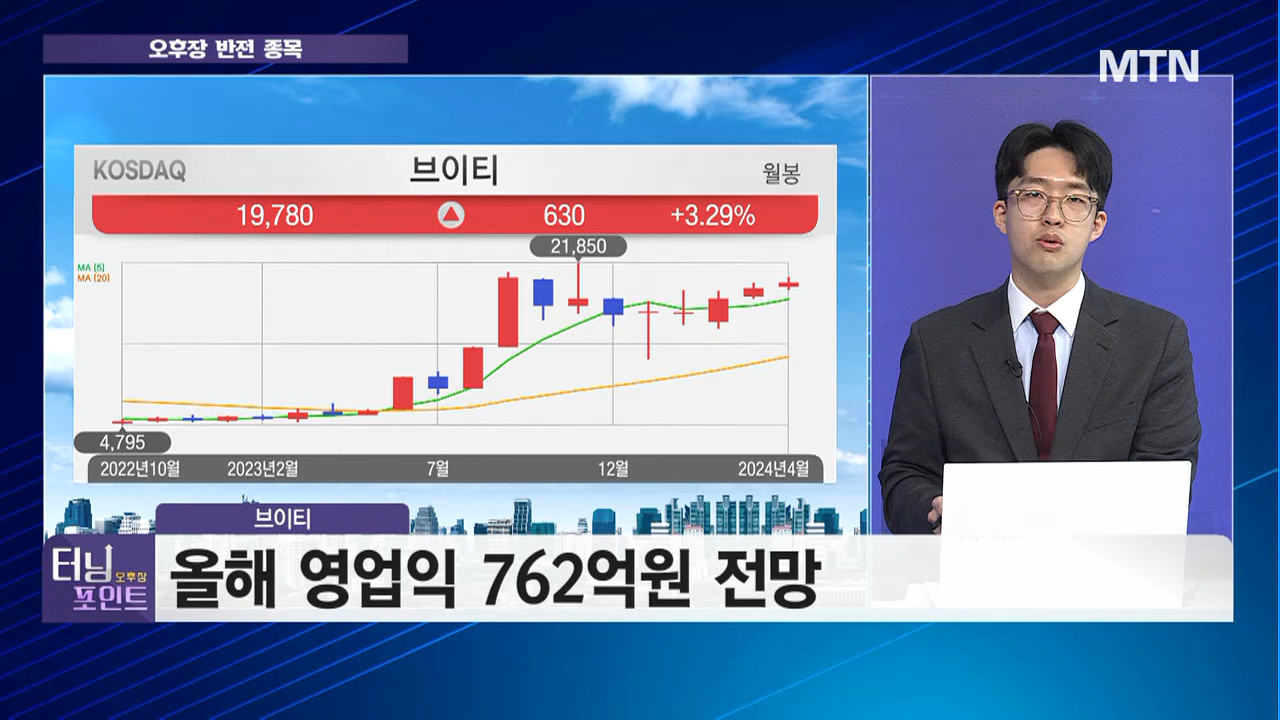 오후장 반전 종목
MTN
KOSDAQ 브이티 월봉
19,780 630 +3.29%
21,850
MA (5)
MA (20)
4,795
2022년10월 2023년2월 7월 12월 2024년4월
브이티
터닝 오후장 포인트
올해 영업익 762억원 전망